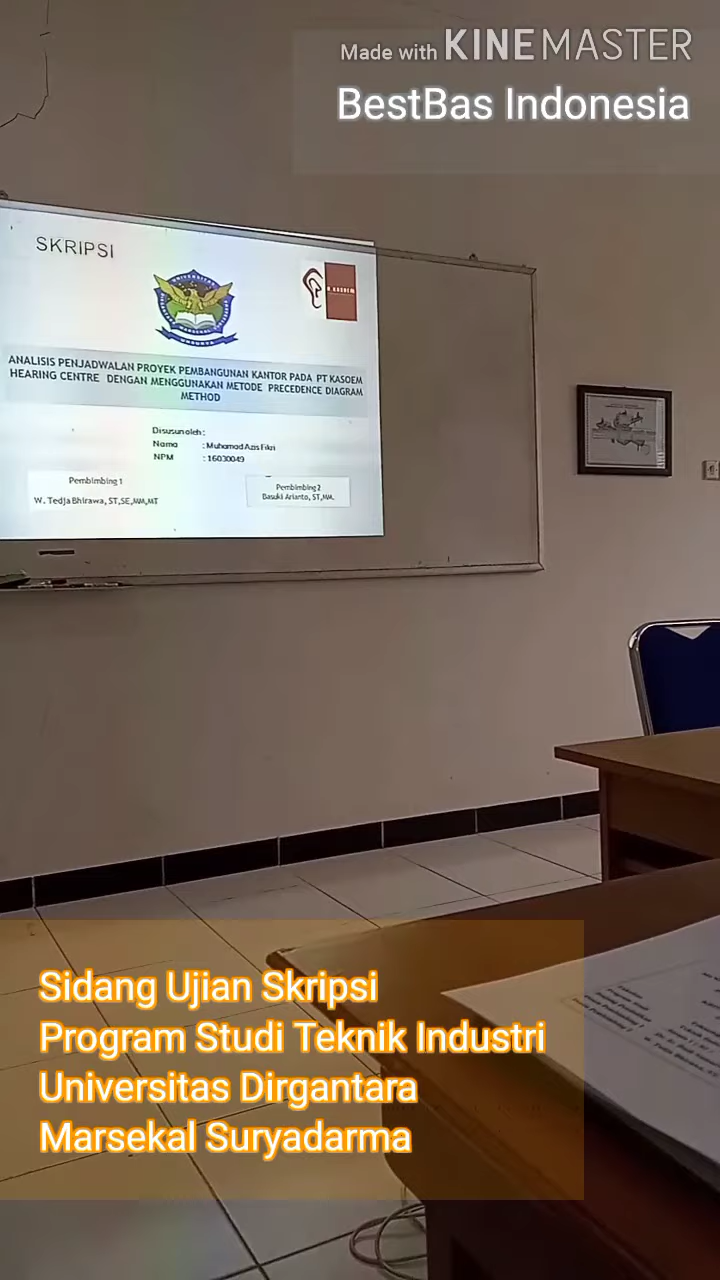 Made with KINEMASTER
BestBas Indonesia
SKRIPSI
ANALISIS PENJADWALAN PROYEK PEMBANGUNAN KANTOR PADA PT KASOEM
HEARING CENTRE DENGAN MENGGUNAKAN METODE PRECEDENCE DIAGRAM
METHOD
Disusun oleh :
Nama : Muhamad Azis Fikri
NPM : 16030049
Pembimbing 1
W. Tedja Bhirawa, ST,SE,MM,MT
Pembimbing 2
Basuki Arianto, ST,MM.
Sidang Ujian Skripsi
Program Studi Teknik Industri
Universitas Dirgantara
Marsekal Suryadarma